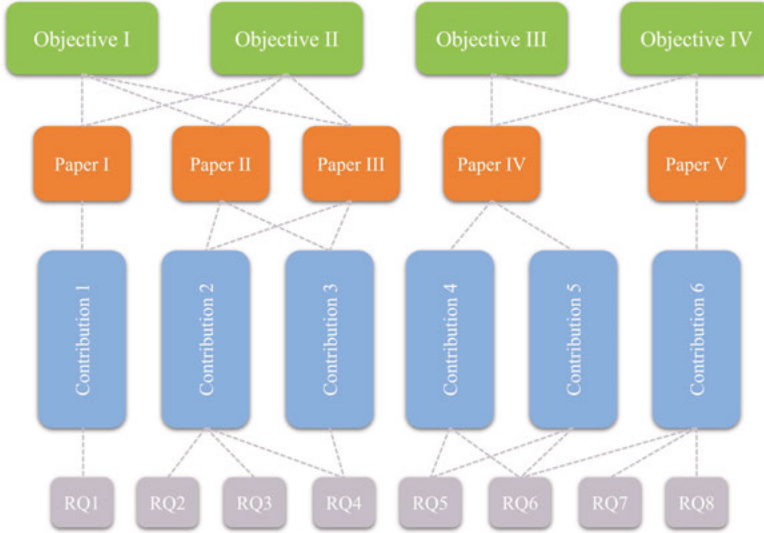 Objective I
Objective II
Objective III
Objective IV
Paper I
Paper II
Paper III
Paper IV
Paper V
Contribution 1
Contribution 2
Contribution 3
Contribution 4
Contribution 5
Contribution 6
RQ1
RQ2
RQ3
RQ4
RQ5
RQ6
RQ7
RQ8